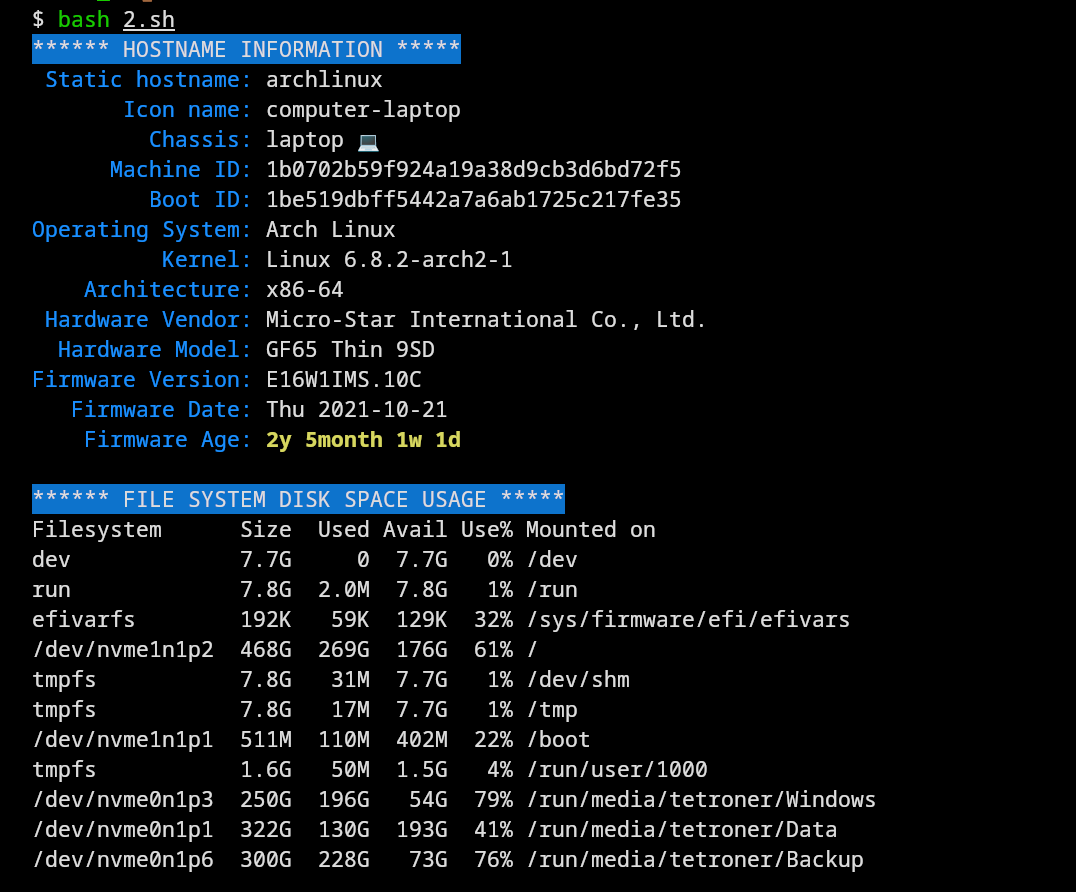 $ bash 2.sh
****** HOSTNAME INFORMATION *****
 Static hostname: archlinux
       Icon name: computer-laptop
         Chassis: laptop 💻
      Machine ID: 1b0702b59f924a19a38d9cb3d6bd72f5
         Boot ID: 1be519dbff5442a7a6ab1725c217fe35
Operating System: Arch Linux
          Kernel: Linux 6.8.2-arch2-1
    Architecture: x86-64
 Hardware Vendor: Micro-Star International Co., Ltd.
  Hardware Model: GF65 Thin 9SD
Firmware Version: E16W1IMS.10C
   Firmware Date: Thu 2021-10-21
    Firmware Age: 2y 5month 1w 1d

****** FILE SYSTEM DISK SPACE USAGE *****
Filesystem      Size  Used Avail Use% Mounted on
dev             7.7G     0  7.7G   0% /dev
run             7.8G  2.0M  7.8G   1% /run
efivarfs        192K   59K  129K  32% /sys/firmware/efi/efivars
/dev/nvme1n1p2  468G  269G  176G  61% /
tmpfs           7.8G   31M  7.7G   1% /dev/shm
tmpfs           7.8G   17M  7.7G   1% /tmp
/dev/nvme1n1p1  511M  110M  402M  22% /boot
tmpfs           1.6G   50M  1.5G   4% /run/user/1000
/dev/nvme0n1p3  250G  196G   54G  79% /run/media/tetroner/Windows
/dev/nvme0n1p1  322G  130G  193G  41% /run/media/tetroner/Data
/dev/nvme0n1p6  300G  228G   73G  76% /run/media/tetroner/Backup